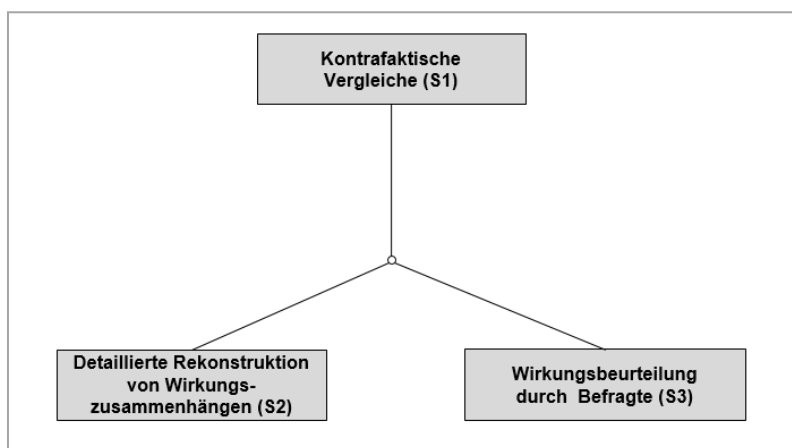 Kontrafaktische
Vergleiche (S1)
Detaillierte Rekonstruktion
von Wirkungs-
zusammenhängen (S2)
Wirkungsbeurteilung
durch Befragte (S3)